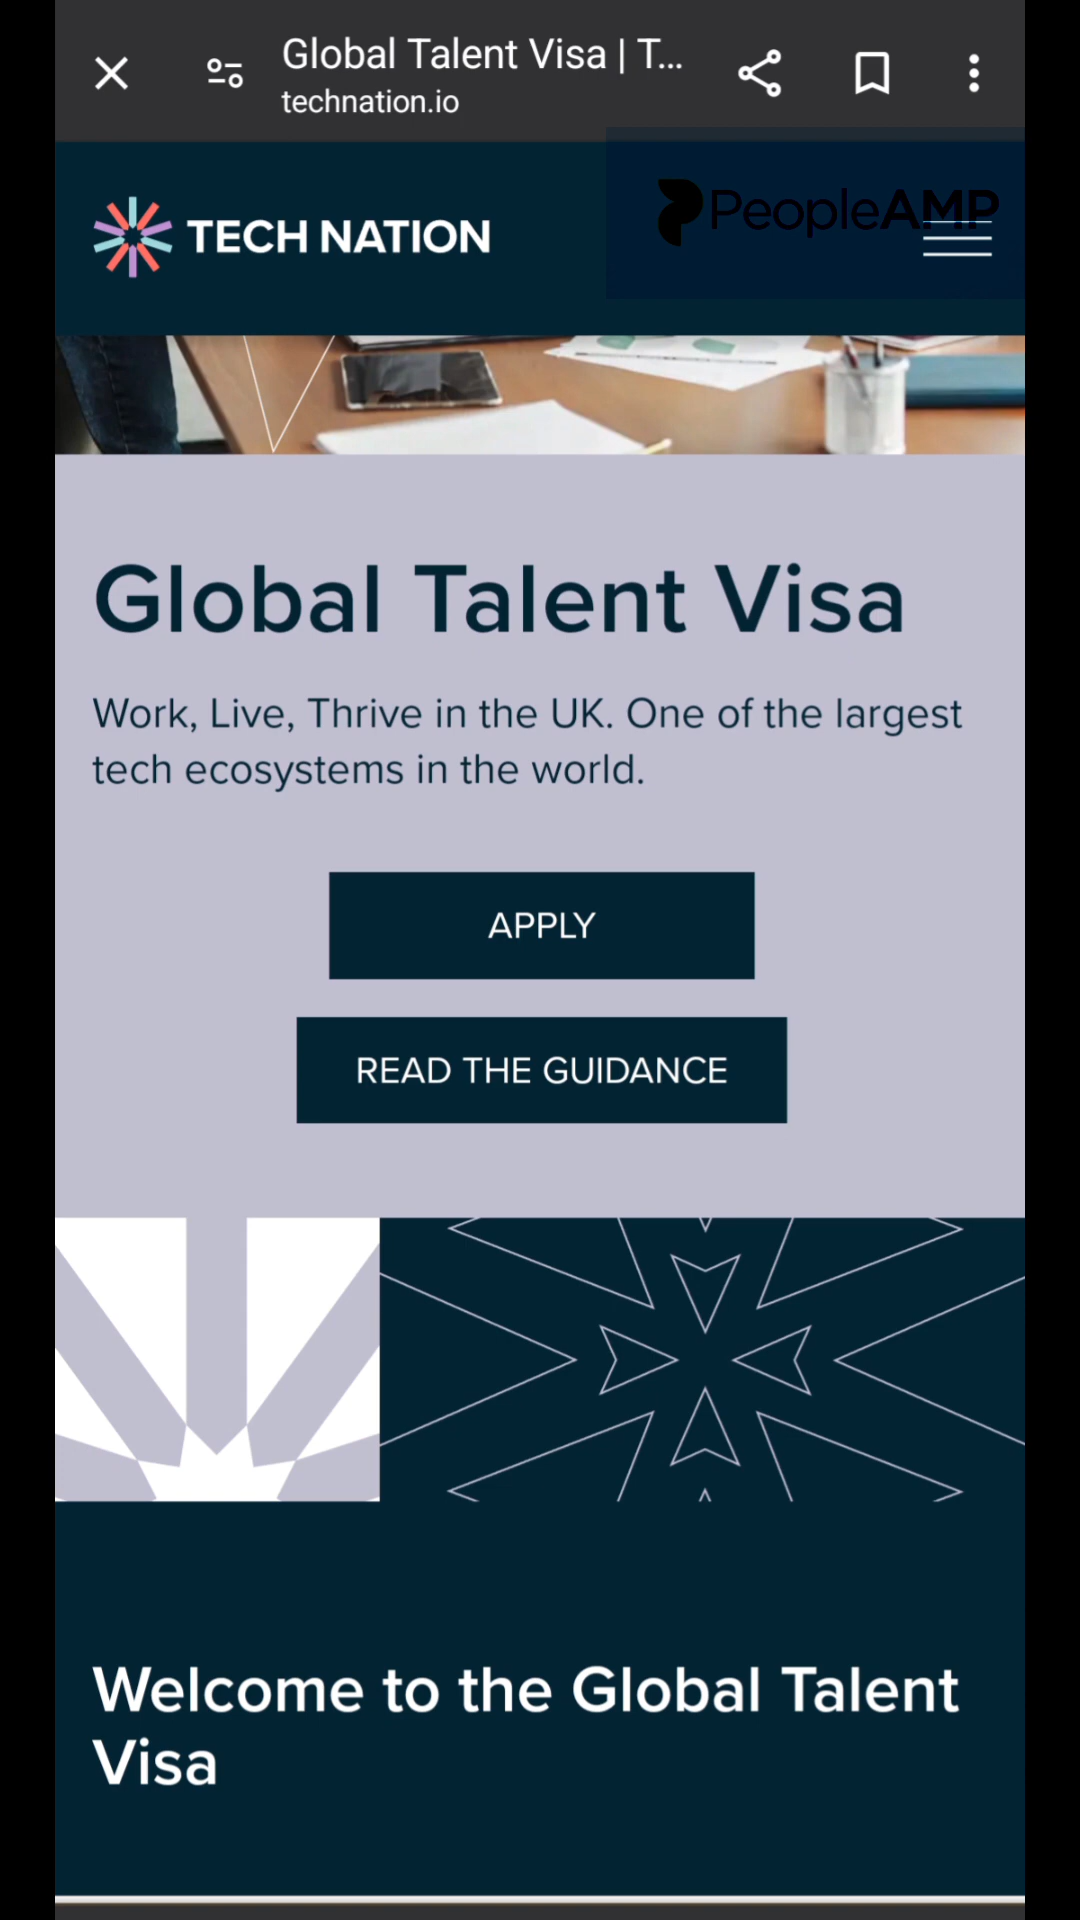 Global Talent Visa | T...
technation.io
TECH NATION
PeopleAMP
Global Talent Visa
Work, Live, Thrive in the UK. One of the largest
tech ecosystems in the world.
APPLY
READ THE GUIDANCE
Welcome to the Global Talent
Visa